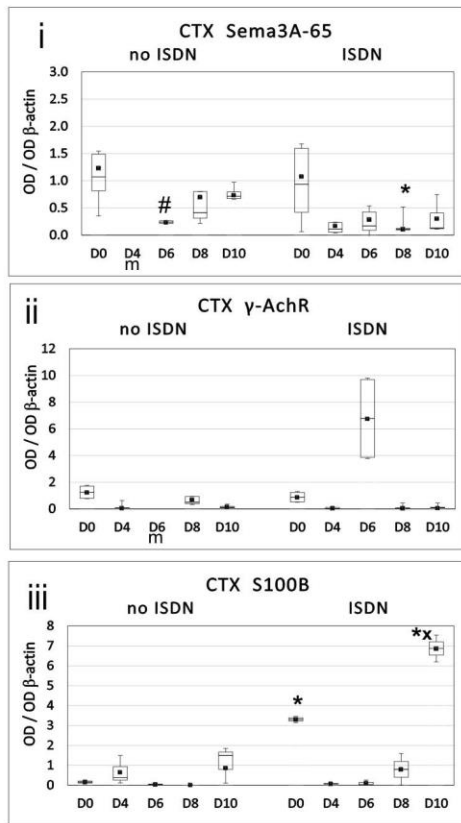 i
CTX Sema3A-65
no ISDN ISDN
OD / OD β-actin
3.0
2.5
2.0
1.5
1.0
0.5
0.0
#
*
D0 D4 D6 D8 D10 D0 D4 D6 D8 D10
m
ii
CTX γ-AchR
no ISDN ISDN
OD / OD β-actin
12
10
8
6
4
2
0
D0 D4 D6 D8 D10 D0 D4 D6 D8 D10
m
iii
CTX S100B
no ISDN ISDN
OD / OD β-actin
8
7
6
5
4
3
2
1
0
*x
*
D0 D4 D6 D8 D10 D0 D4 D6 D8 D10